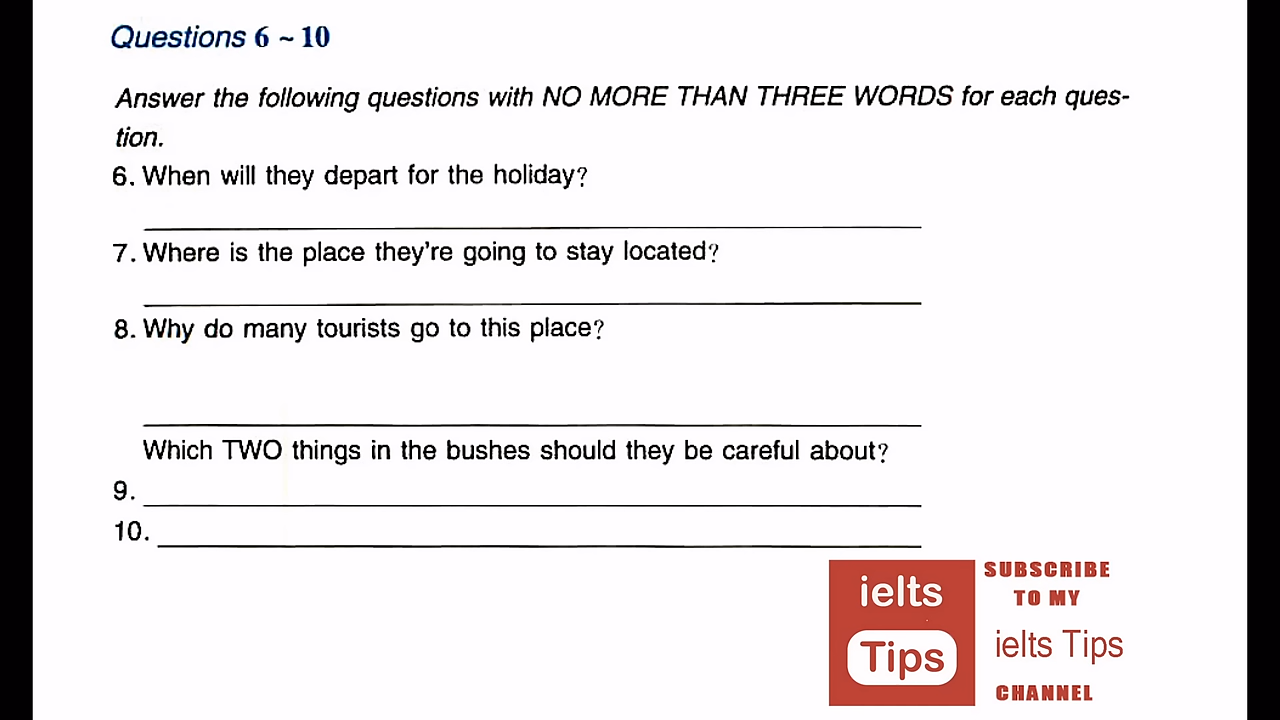 Questions 6 ~ 10
Answer the following questions with NO MORE THAN THREE WORDS for each ques-
tion.
6. When will they depart for the holiday?
7. Where is the place they're going to stay located?
8. Why do many tourists go to this place?
Which TWO things in the bushes should they be careful about?
9.
10.
ielts
Tips
SUBSCRIBE
TO MY
ielts Tips
CHANNEL